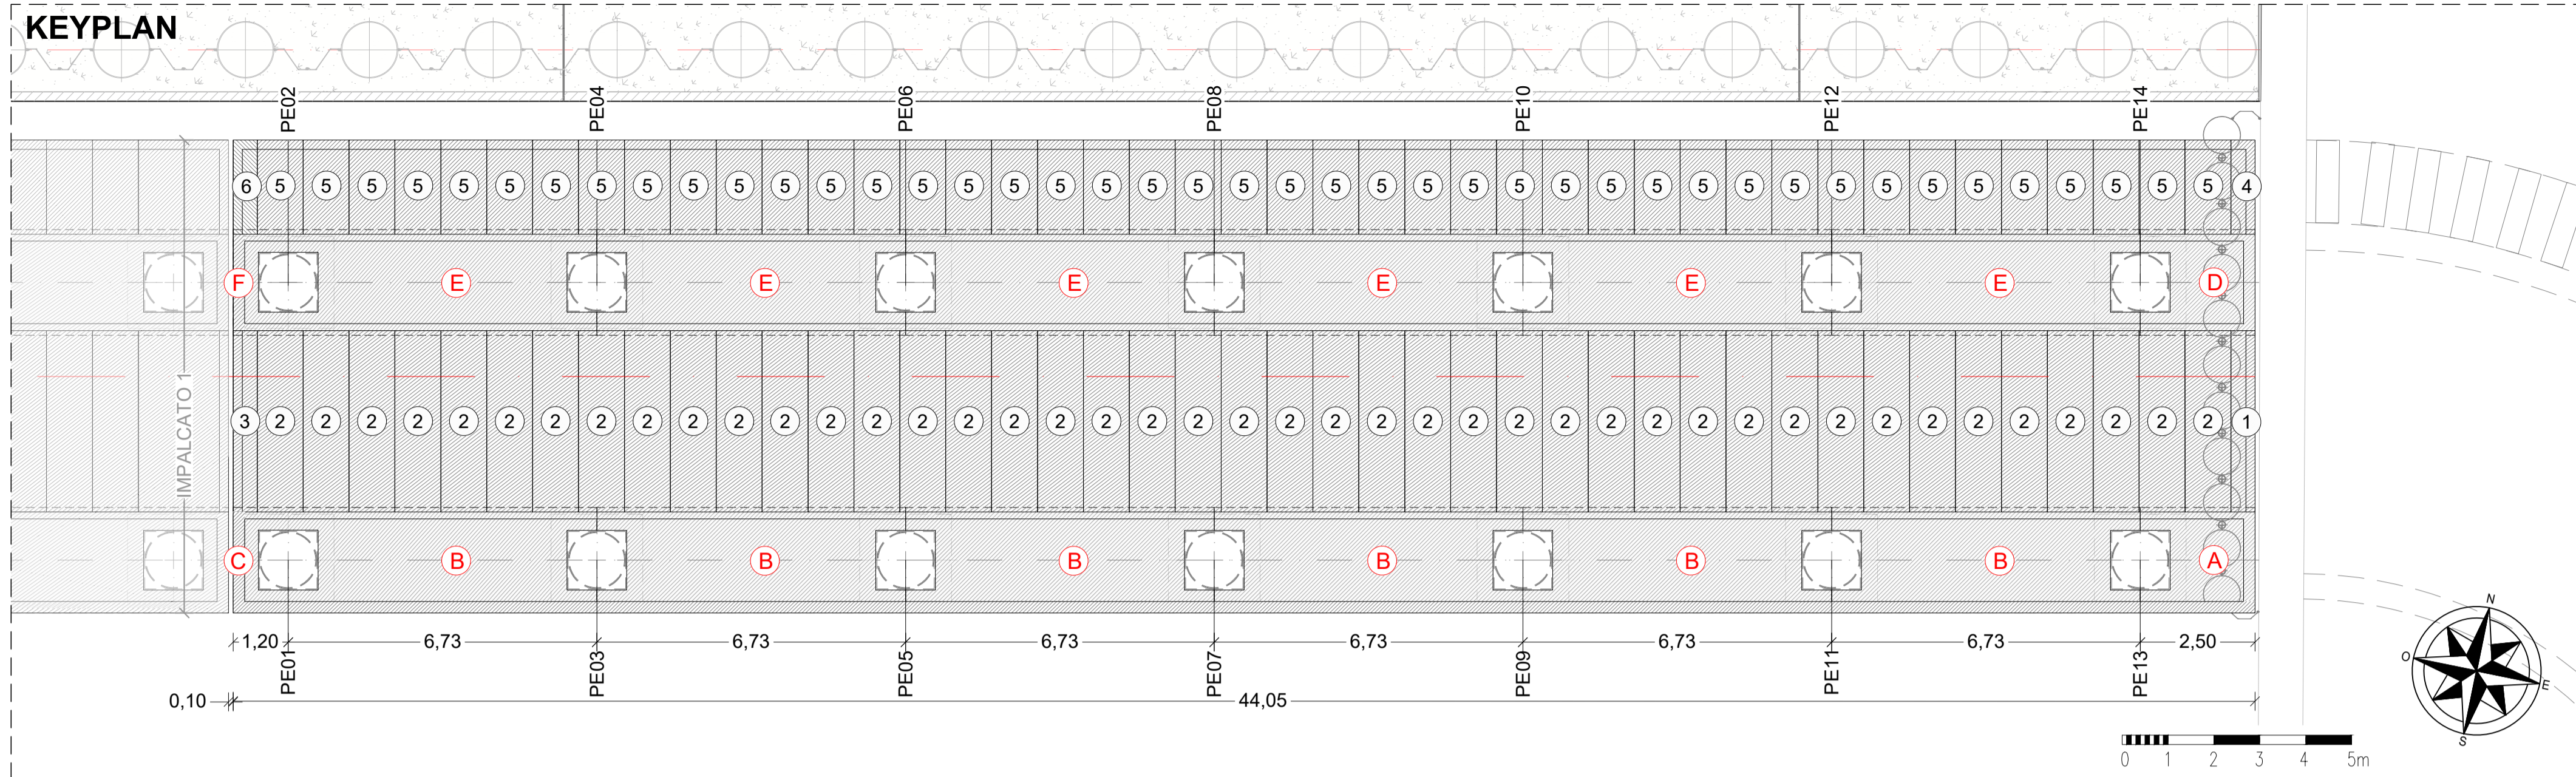 KEYPLAN
PE02 PE04 PE06 PE08 PE10 PE12 PE14
6 5 5 5 5 5 5 5 5 5 5 5 5 5 5 5 5 5 5 5 5 5 5 5 5 5 5 5 5 5 5 5 5 5 5 5 5 5 5 5 5 5 5 5 4
F E E E E E E D
IMPALCATO 1
3 2 2 2 2 2 2 2 2 2 2 2 2 2 2 2 2 2 2 2 2 2 2 2 2 2 2 2 2 2 2 2 2 2 2 2 2 2 2 2 2 2 2 2 1
C B B B B B B A
1,20 6,73 6,73 6,73 6,73 6,73 6,73 2,50
PE01 PE03 PE05 PE07 PE09 PE11 PE13
0,10 44,05
N
O
E
S
0 1 2 3 4 5m